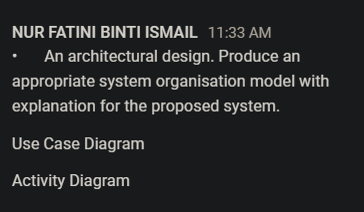 NUR FATINI BINTI ISMAIL 11:33 AM
• An architectural design. Produce an
appropriate system organisation model with
explanation for the proposed system.
Use Case Diagram
Activity Diagram